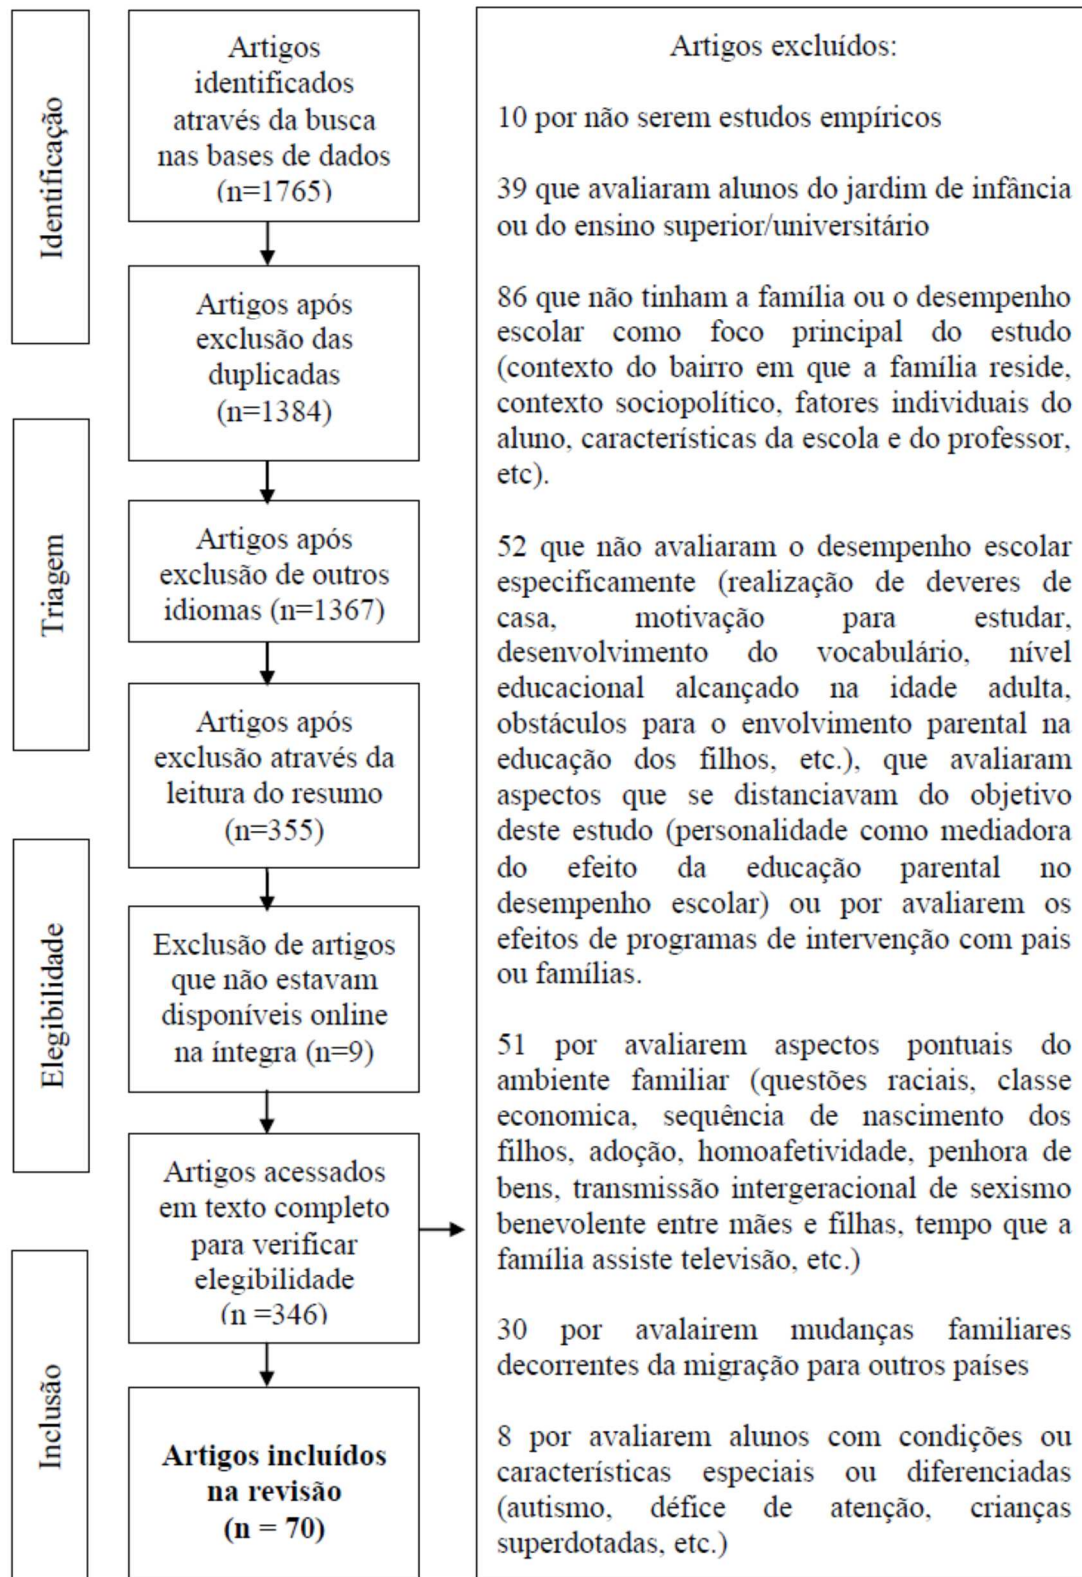 Identificação
Artigos
identificados
através da busca
nas bases de dados
(n=1765)
Artigos após
exclusão das
duplicadas
(n=1384)
Triagem
Artigos após
exclusão de outros
idiomas (n=1367)
Artigos após
exclusão através da
leitura do resumo
(n=355)
Elegibilidade
Exclusão de artigos
que não estavam
disponíveis online
na íntegra (n=9)
Artigos acessados
em texto completo
para verificar
elegibilidade
(n =346)
Inclusão
Artigos incluídos
na revisão
(n = 70)
Artigos excluídos:
10 por não serem estudos empíricos
39 que avaliaram alunos do jardim de infância
ou do ensino superior/universitário
86 que não tinham a família ou o desempenho
escolar como foco principal do estudo
(contexto do bairro em que a família reside,
contexto sociopolítico, fatores individuais do
aluno, características da escola e do professor,
etc).
52 que não avaliaram o desempenho escolar
especificamente (realização de deveres de
casa, motivação para estudar,
desenvolvimento do vocabulário, nível
educacional alcançado na idade adulta,
obstáculos para o envolvimento parental na
educação dos filhos, etc.), que avaliaram
aspectos que se distanciavam do objetivo
deste estudo (personalidade como mediadora
do efeito da educação parental no
desempenho escolar) ou por avaliarem os
efeitos de programas de intervenção com pais
ou famílias.
51 por avaliarem aspectos pontuais do
ambiente familiar (questões raciais, classe
economica, sequência de nascimento dos
filhos, adoção, homoafetividade, penhora de
bens, transmissão intergeracional de sexismo
benevolente entre mães e filhas, tempo que a
família assiste televisão, etc.)
30 por avalairem mudanças familiares
decorrentes da migração para outros países
8 por avaliarem alunos com condições ou
características especiais ou diferenciadas
(autismo, défice de atenção, crianças
superdotadas, etc.)